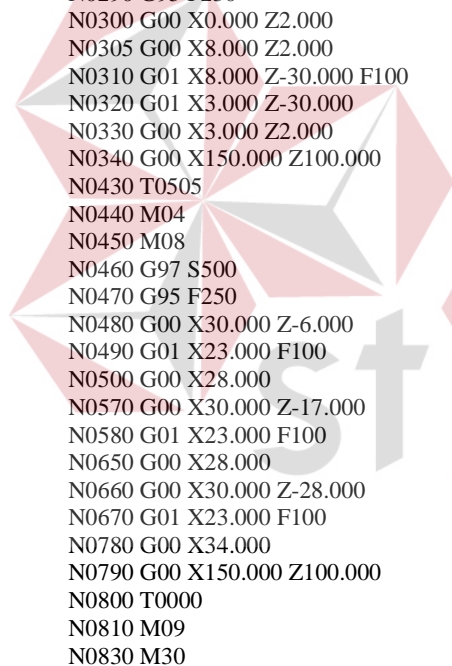 N0300 G00 X0.000 Z2.000
N0305 G00 X8.000 Z2.000
N0310 G01 X8.000 Z-30.000 F100
N0320 G01 X3.000 Z-30.000
N0330 G00 X3.000 Z2.000
N0340 G00 X150.000 Z100.000
N0430 T0505
N0440 M04
N0450 M08
N0460 G97 S500
N0470 G95 F250
N0480 G00 X30.000 Z-6.000
N0490 G01 X23.000 F100
N0500 G00 X28.000
N0570 G00 X30.000 Z-17.000
N0580 G01 X23.000 F100
N0650 G00 X28.000
N0660 G00 X30.000 Z-28.000
N0670 G01 X23.000 F100
N0780 G00 X34.000
N0790 G00 X150.000 Z100.000
N0800 T0000
N0810 M09
N0830 M30
st